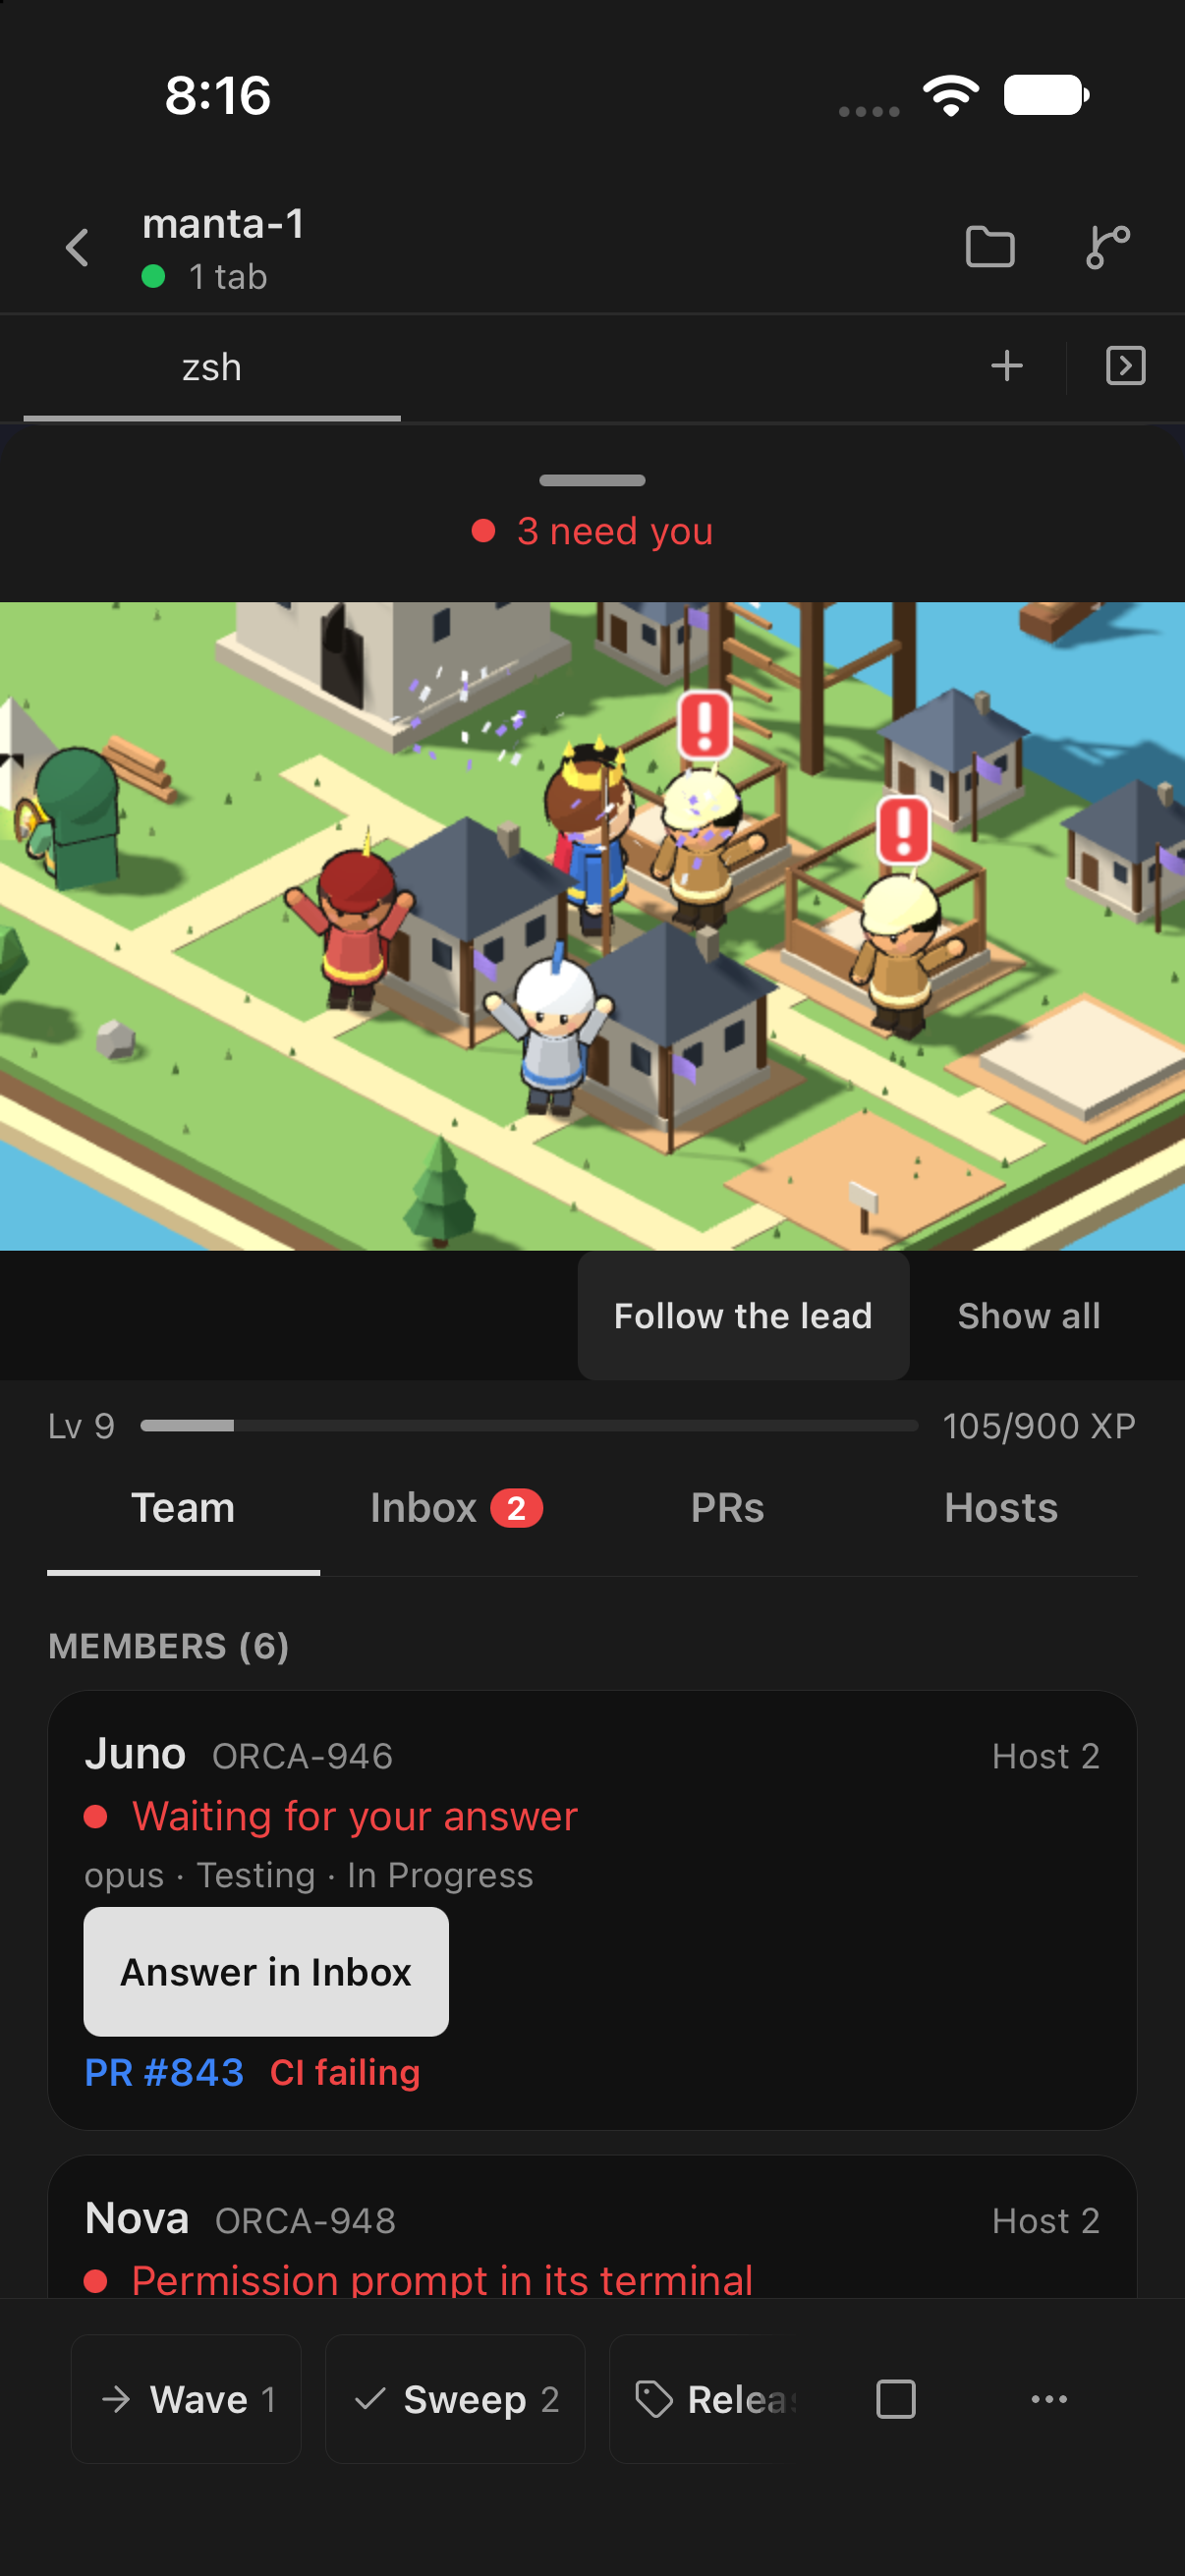 8:16
manta-1
1 tab
zsh
3 need you
Follow the lead
Show all
Lv 9
105/900 XP
Team
Inbox 2
PRs
Hosts
MEMBERS (6)
Juno ORCA-946
Host 2
Waiting for your answer
opus · Testing · In Progress
Answer in Inbox
PR #843 CI failing
Nova ORCA-948
Host 2
Permission prompt in its terminal
Wave 1
Sweep 2
Releas